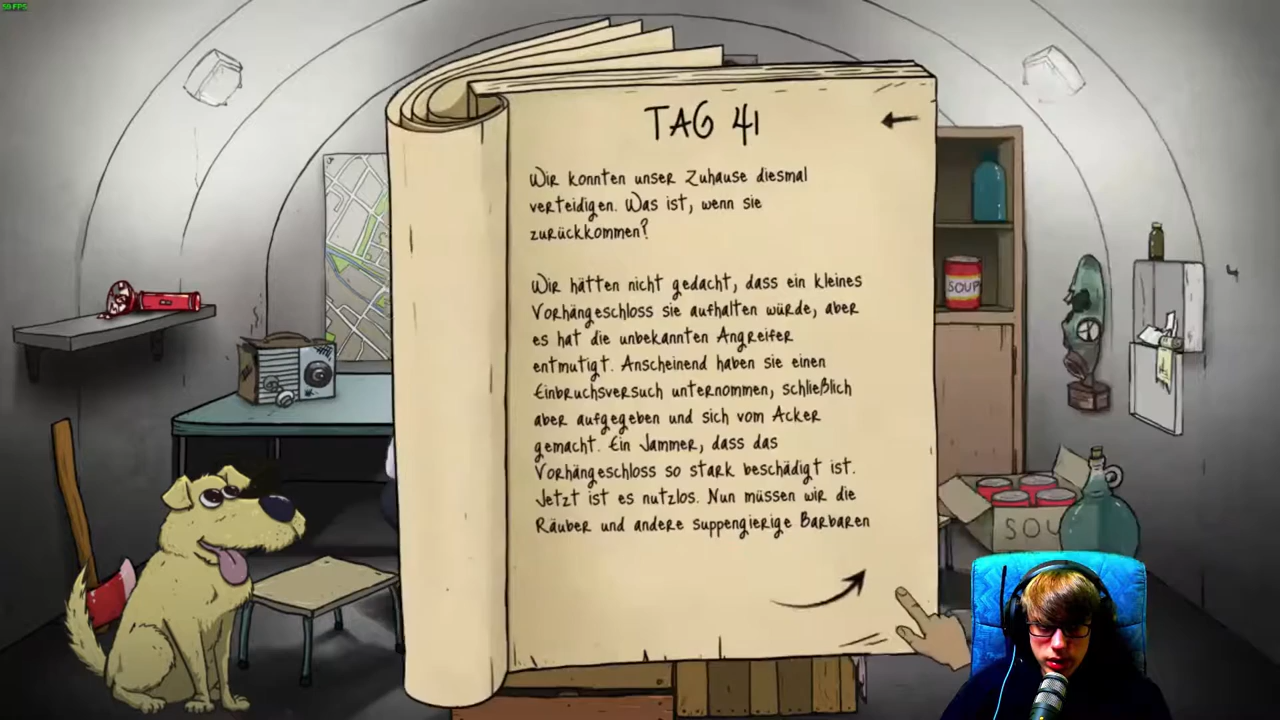 59 FPS
TAG 41
Wir konnten unser Zuhause diesmal
verteidigen. Was ist, wenn sie
zurückkommen?
Wir hätten nicht gedacht, dass ein kleines
Vorhängeschloss sie aufhalten würde, aber
es hat die unbekannten Angreifer
entmutigt. Anscheinend haben sie einen
Einbruchsversuch unternommen, schließlich
aber aufgegeben und sich vom Acker
gemacht. Ein Jammer, dass das
Vorhängeschloss so stark beschädigt ist.
Jetzt ist es nutzlos. Nun müssen wir die
Räuber und andere suppengierige Barbaren
SOUP
SOU